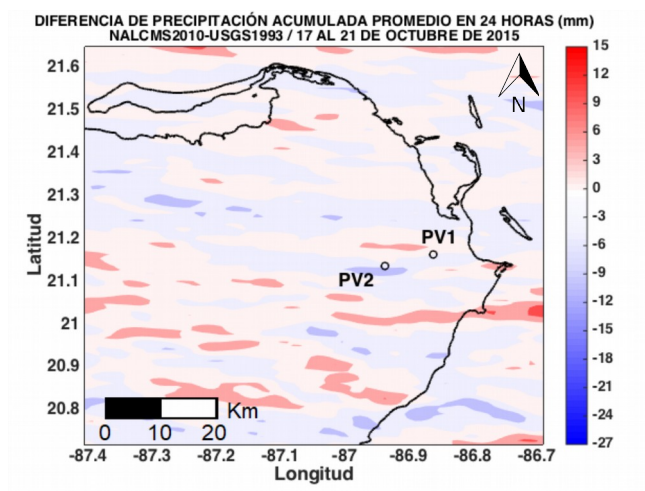 DIFERENCIA DE PRECIPITACIÓN ACUMULADA PROMEDIO EN 24 HORAS (mm)
NALCMS2010-USGS1993 / 17 AL 21 DE OCTUBRE DE 2015
21.6
21.5
21.4
21.3
21.2
21.1
21
20.9
20.8
Latitud
N
PV1
PV2
0 10 20 Km
-87.4 -87.3 -87.2 -87.1 -87 -86.9 -86.8 -86.7
Longitud
15
12
9
6
3
0
-3
-6
-9
-12
-15
-18
-21
-24
-27